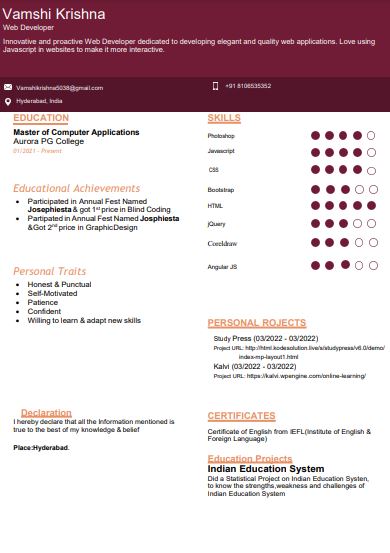 Vamshi Krishna
Web Developer
Innovative and proactive Web Developer dedicated to developing elegant and quality web applications. Love using
Javascript in websites to make it more interactive.
Vamshikrishna5038@gmail.com
+91 8106535352
Hyderabad, India
EDUCATION
Master of Computer Applications
Aurora PG College
01/2021 - Present
Educational Achievements
• Participated in Annual Fest Named
Josephiesta & got 1st price in Blind Coding
• Partipated in Annual Fest Named Josphiesta
&Got 2nd price in GraphicDesign
Personal Traits
• Honest & Punctual
• Self-Motivated
• Patience
• Confident
• Willing to learn & adapt new skills
Declaration
I hereby declare that all the Information mentioned is
true to the best of my knowledge & belief
Place:Hyderabad.
SKILLS
Photoshop
Javascript
CSS
Bootstrap
HTML
jQuery
Coreldraw
Angular JS
PERSONAL ROJECTS
Study Press (03/2022 - 03/2022)
Project URL: http://html.kodesolution.live/s/studypress/v6.0/demo/
index-mp-layout1.html
Kalvi (03/2022 - 03/2022)
Project URL: https://kalvi.wpengine.com/online-learning/
CERTIFICATES
Certificate of English from IEFL(Institute of English &
Foreign Language)
Education Projects
Indian Education System
Did a Statistical Project on Indian Education Systen,
to know the strengths,weakness and challenges of
Indian Education System